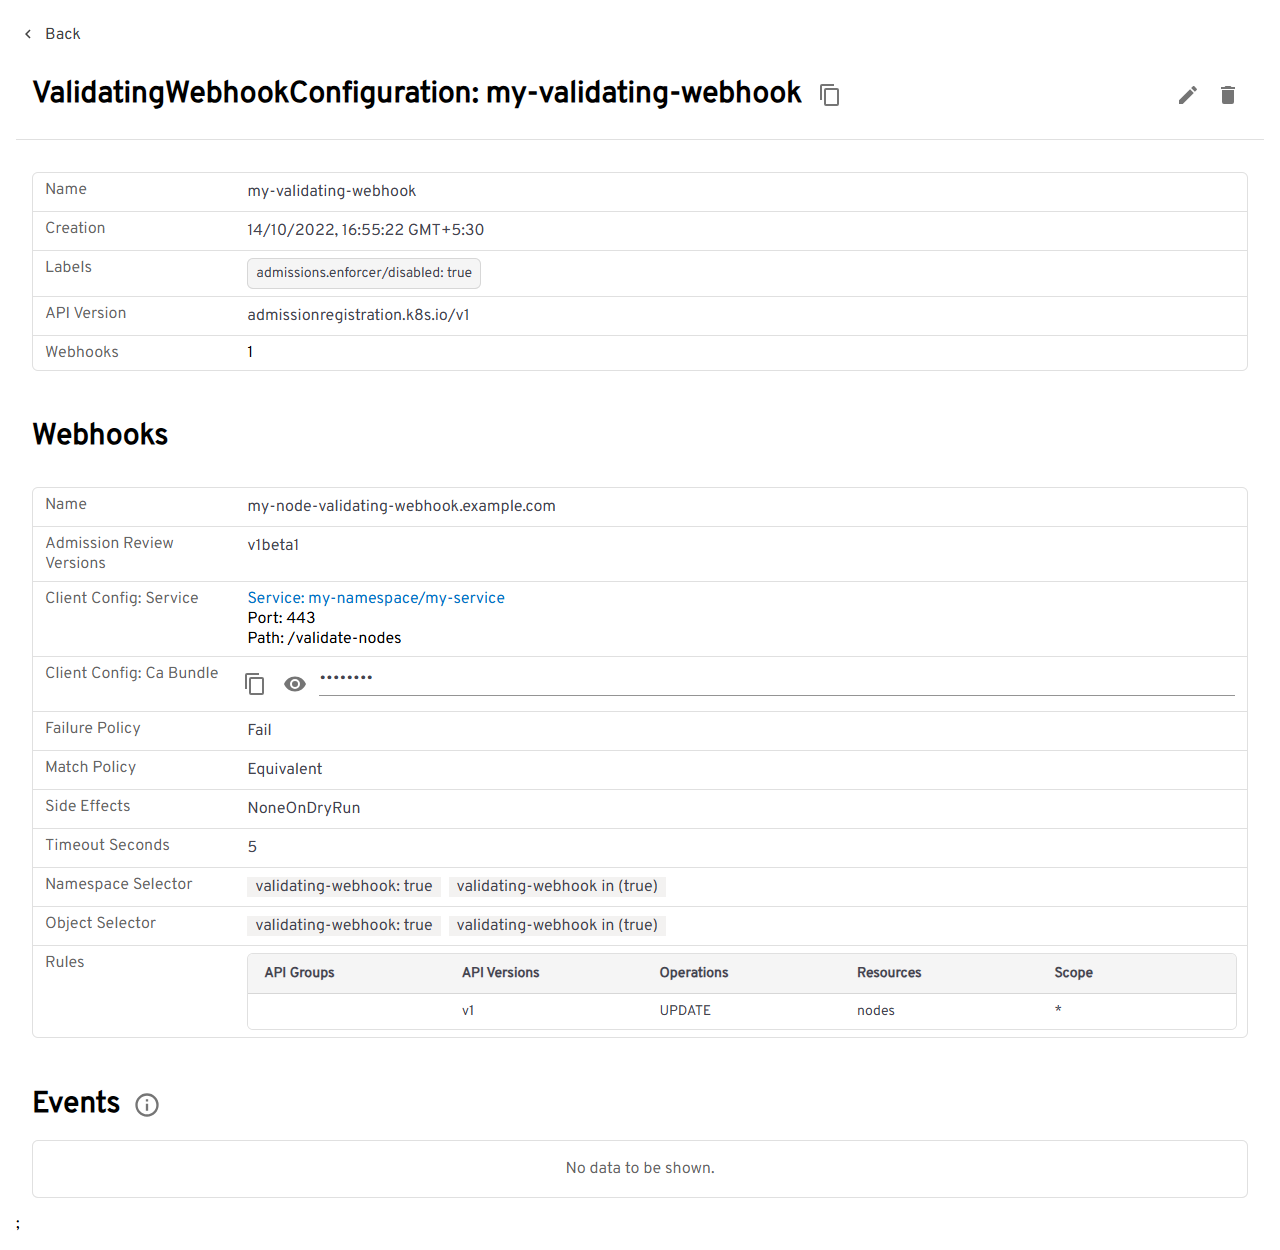 Back
ValidatingWebhookConfiguration: my-validating-webhook
Name my-validating-webhook
Creation 14/10/2022, 16:55:22 GMT+5:30
Labels admissions.enforcer/disabled: true
API Version admissionregistration.k8s.io/v1
Webhooks 1
Webhooks
Name my-node-validating-webhook.example.com
Admission Review Versions v1beta1
Client Config: Service Service: my-namespace/my-service
Port: 443
Path: /validate-nodes
Client Config: Ca Bundle ••••••••
Failure Policy Fail
Match Policy Equivalent
Side Effects NoneOnDryRun
Timeout Seconds 5
Namespace Selector validating-webhook: true validating-webhook in (true)
Object Selector validating-webhook: true validating-webhook in (true)
Rules API Groups API Versions Operations Resources Scope
v1 UPDATE nodes *
Events
No data to be shown.
;